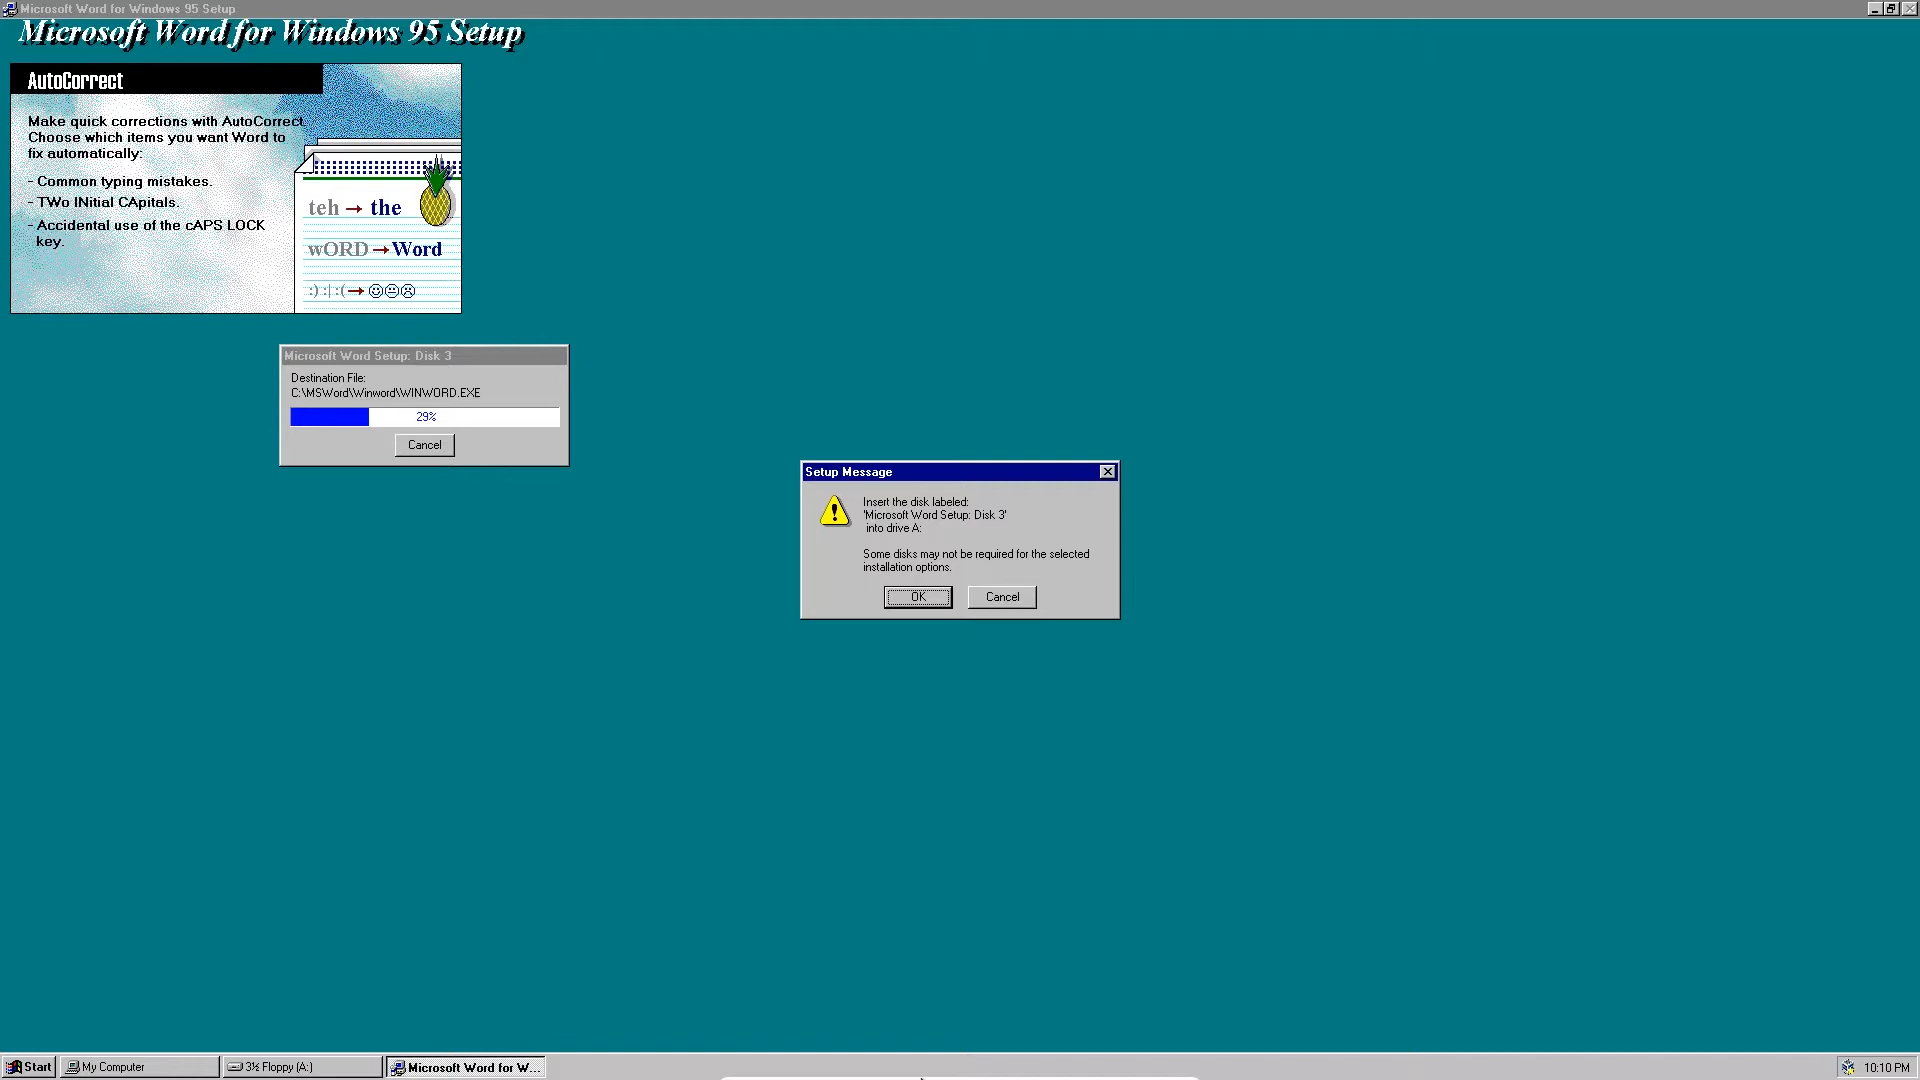 Microsoft Word for Windows 95 Setup
Microsoft Word for Windows 95 Setup
AutoCorrect
Make quick corrections with AutoCorrect
Choose which items you want Word to
fix automatically:
- Common typing mistakes.
- TWo INitial CApitals.
- Accidental use of the cAPS LOCK
key.
teh → the
wORD → Word
:) :| :( → ☺😐☹
Microsoft Word Setup: Disk 3
Destination File:
C:\MSWord\Winword\WINWORD.EXE
29%
Cancel
Setup Message
Insert the disk labeled:
'Microsoft Word Setup: Disk 3'
into drive A:
Some disks may not be required for the selected
installation options.
OK Cancel
Start My Computer 3½ Floppy (A:) Microsoft Word for W... 10:10 PM